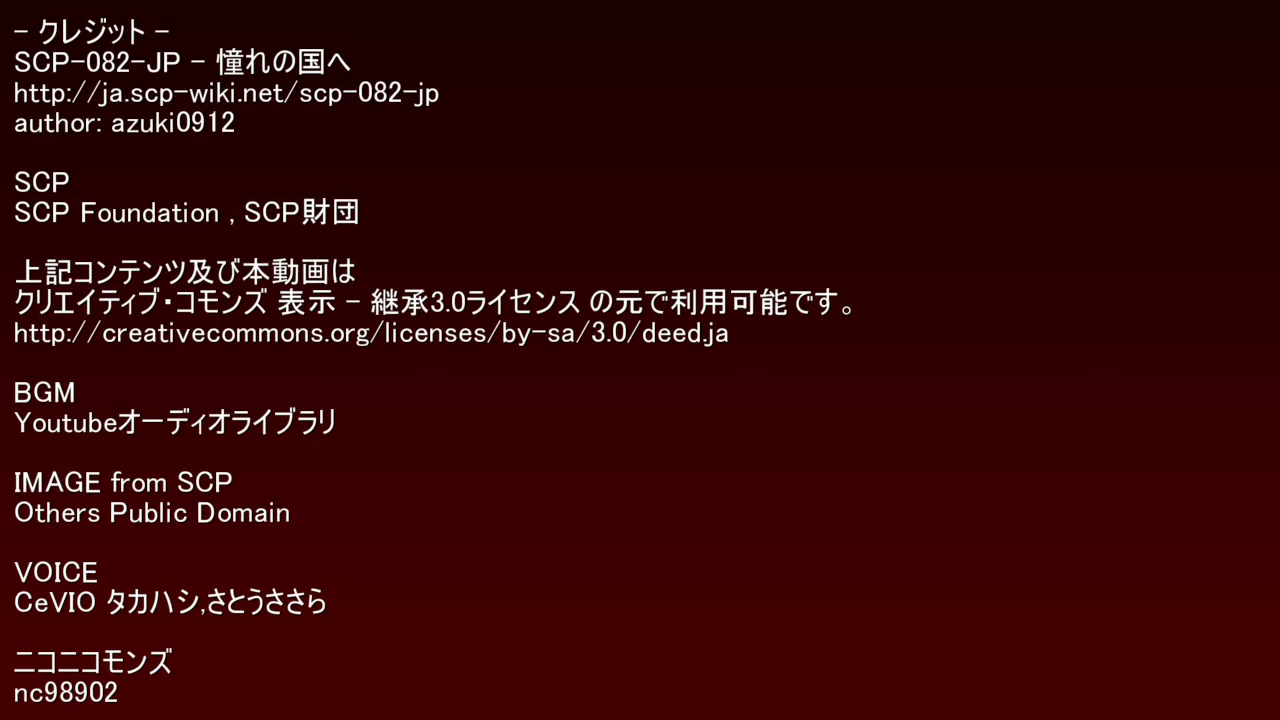 - クレジット -
SCP-082-JP - 憧れの国へ
http://ja.scp-wiki.net/scp-082-jp
author: azuki0912
SCP
SCP Foundation , SCP財団
上記コンテンツ及び本動画は
クリエイティブ・コモンズ 表示 - 継承3.0ライセンス の元で利用可能です。
http://creativecommons.org/licenses/by-sa/3.0/deed.ja
BGM
Youtubeオーディオライブラリ
IMAGE from SCP
Others Public Domain
VOICE
CeVIO タカハシ,さとうささら
ニコニコモンズ
nc98902